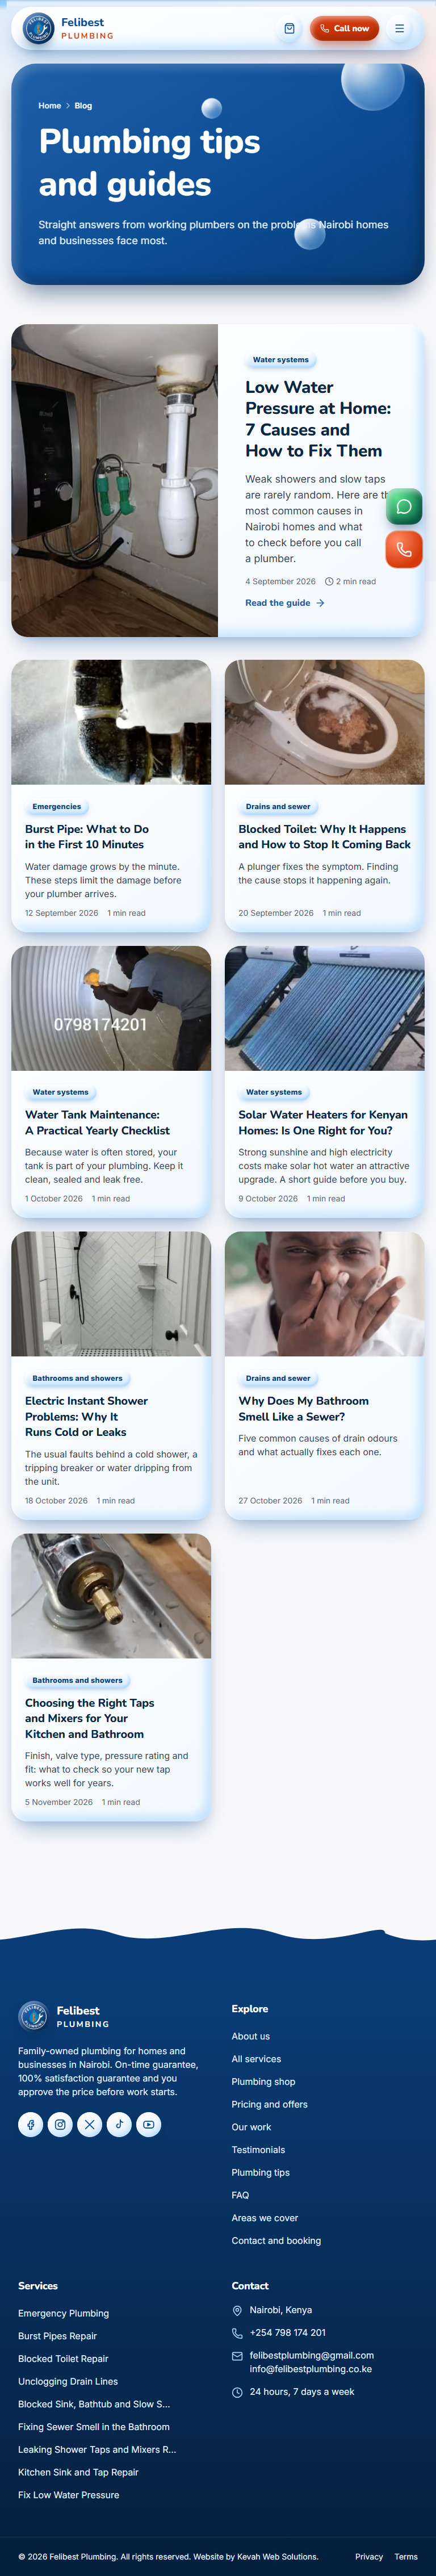 Felibest
PLUMBING
Call now
Home > Blog
Plumbing tips
and guides
Straight answers from working plumbers on the problems Nairobi homes
and businesses face most.
Water systems
Low Water
Pressure at Home:
7 Causes and
How to Fix Them
Weak showers and slow taps
are rarely random. Here are
most common causes in
Nairobi homes and what
to check before you call
a plumber.
4 September 2026 2 min read
Read the guide
Emergencies
Burst Pipe: What to Do
in the First 10 Minutes
Water damage grows by the minute.
These steps limit the damage before
your plumber arrives.
12 September 2026 1 min read
Drains and sewer
Blocked Toilet: Why It Happens
and How to Stop It Coming Back
A plunger fixes the symptom. Finding
the cause stops it happening again.
20 September 2026 1 min read
0798174201
Water systems
Water Tank Maintenance:
A Practical Yearly Checklist
Because water is often stored, your
tank is part of your plumbing. Keep it
clean, sealed and leak free.
1 October 2026 1 min read
Water systems
Solar Water Heaters for Kenyan
Homes: Is One Right for You?
Strong sunshine and high electricity
costs make solar hot water an attractive
upgrade. A short guide before you buy.
9 October 2026 1 min read
Bathrooms and showers
Electric Instant Shower
Problems: Why It
Runs Cold or Leaks
The usual faults behind a cold shower, a
tripping breaker or water dripping from
the unit.
18 October 2026 1 min read
Drains and sewer
Why Does My Bathroom
Smell Like a Sewer?
Five common causes of drain odours
and what actually fixes each one.
27 October 2026 1 min read
Bathrooms and showers
Choosing the Right Taps
and Mixers for Your
Kitchen and Bathroom
Finish, valve type, pressure rating and
fit: what to check so your new tap
works well for years.
5 November 2026 1 min read
Felibest
PLUMBING
Family-owned plumbing for homes and
businesses in Nairobi. On-time guarantee,
100% satisfaction guarantee and you
approve the price before work starts.
Explore
About us
All services
Plumbing shop
Pricing and offers
Our work
Testimonials
Plumbing tips
FAQ
Areas we cover
Contact and booking
Services
Emergency Plumbing
Burst Pipes Repair
Blocked Toilet Repair
Unclogging Drain Lines
Blocked Sink, Bathtub and Slow S...
Fixing Sewer Smell in the Bathroom
Leaking Shower Taps and Mixers R...
Kitchen Sink and Tap Repair
Fix Low Water Pressure
Contact
Nairobi, Kenya
+254 798 174 201
felibestplumbing@gmail.com
info@felibestplumbing.co.ke
24 hours, 7 days a week
© 2026 Felibest Plumbing. All rights reserved. Website by Kevah Web Solutions.
Privacy Terms